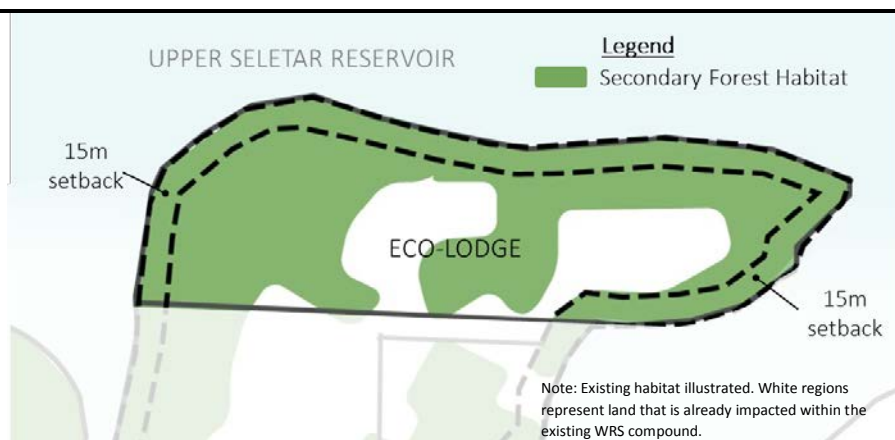 UPPER SELETAR RESERVOIR
Legend
Secondary Forest Habitat
15m
setback
ECO-LODGE
15m
setback
Note: Existing habitat illustrated. White regions
represent land that is already impacted within the
existing WRS compound.